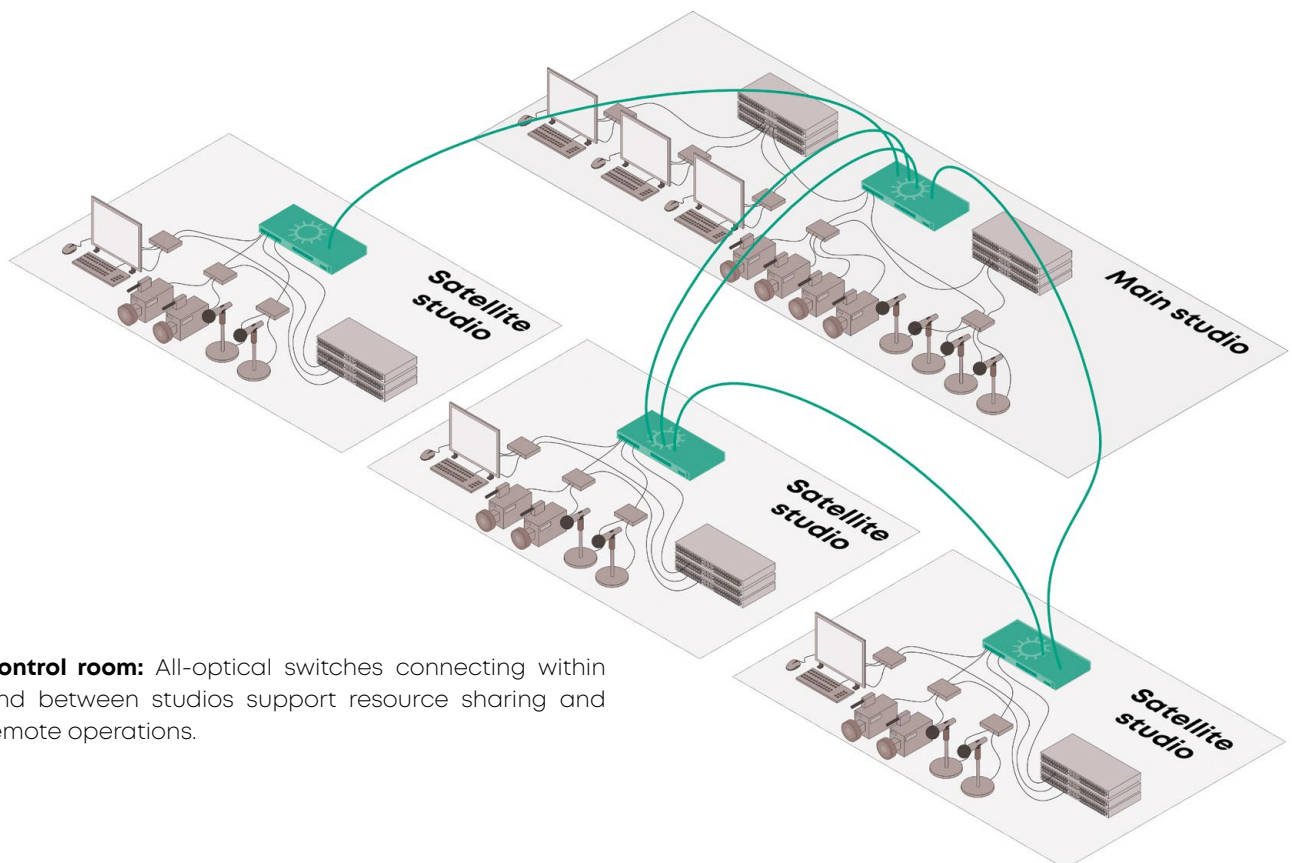 Main studio
Satellite
studio
Satellite
studio
Satellite
studio
ontrol room: All-optical switches connecting within
nd between studios support resource sharing and
emote operations.